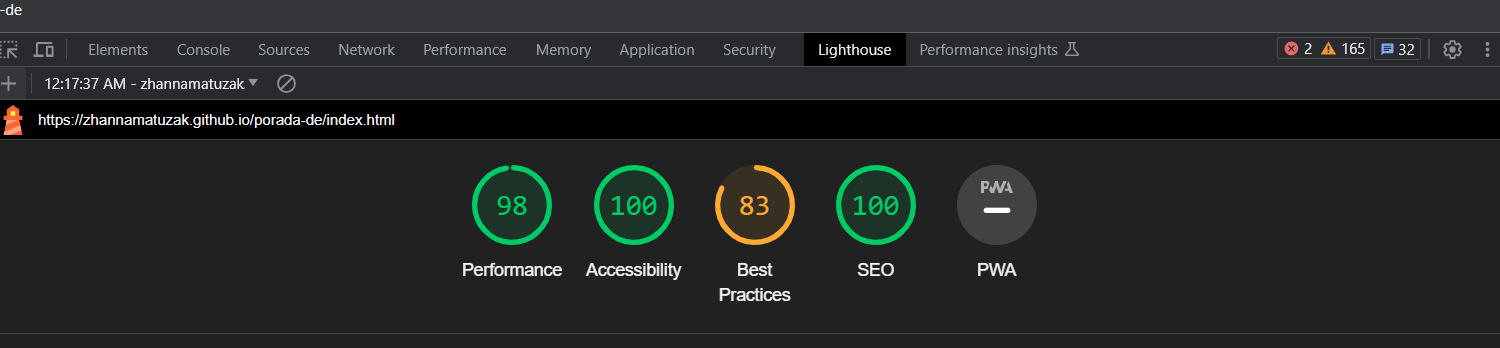 -de
Elements Console Sources Network Performance Memory Application Security Lighthouse Performance insights 2 165 32
12:17:37 AM - zhannamatuzak
https://zhannamatuzak.github.io/porada-de/index.html
98 100 83 100 PWA
Performance Accessibility Best Practices SEO PWA